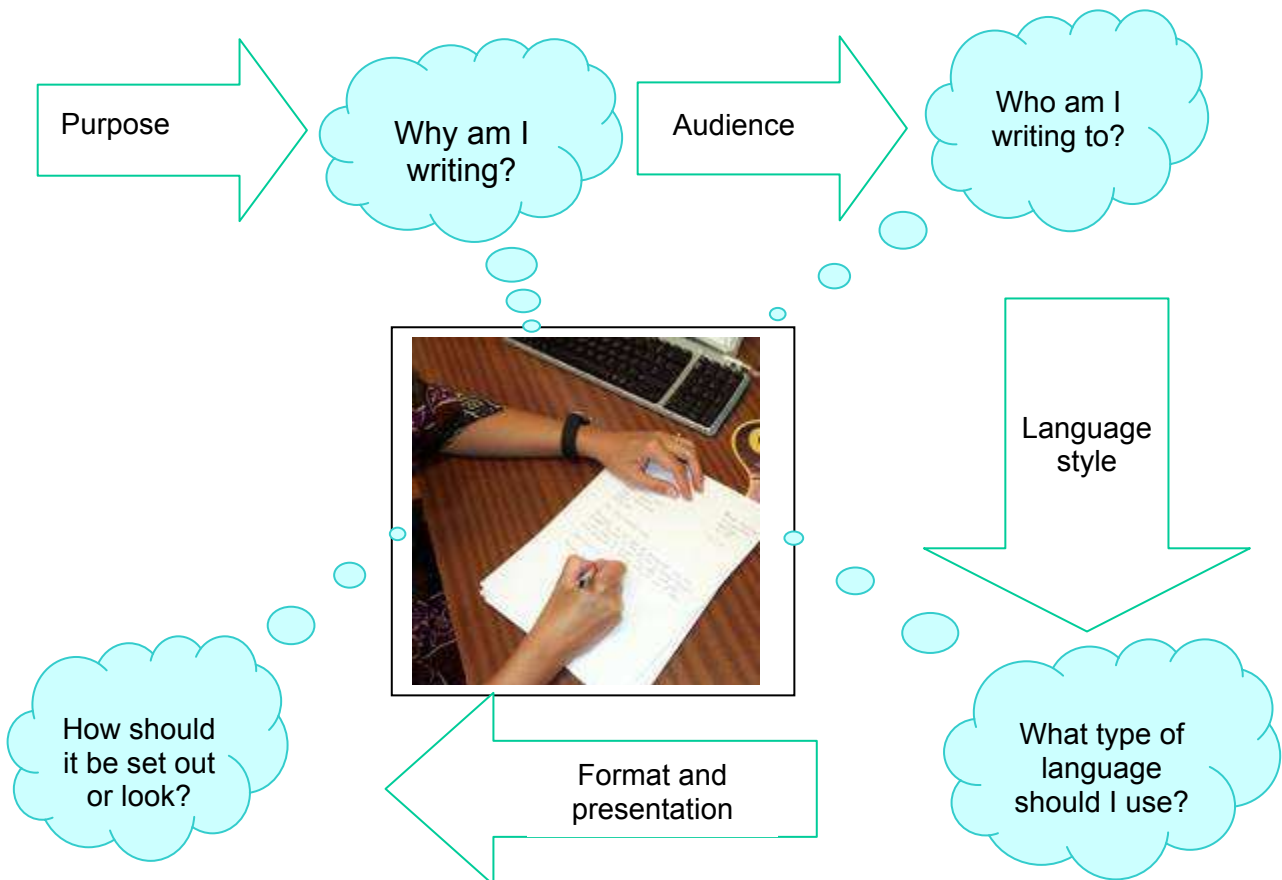 Purpose
Why am I
writing?
Audience
Who am I
writing to?
Language
style
What type of
language
should I use?
Format and
presentation
How should
it be set out
or look?